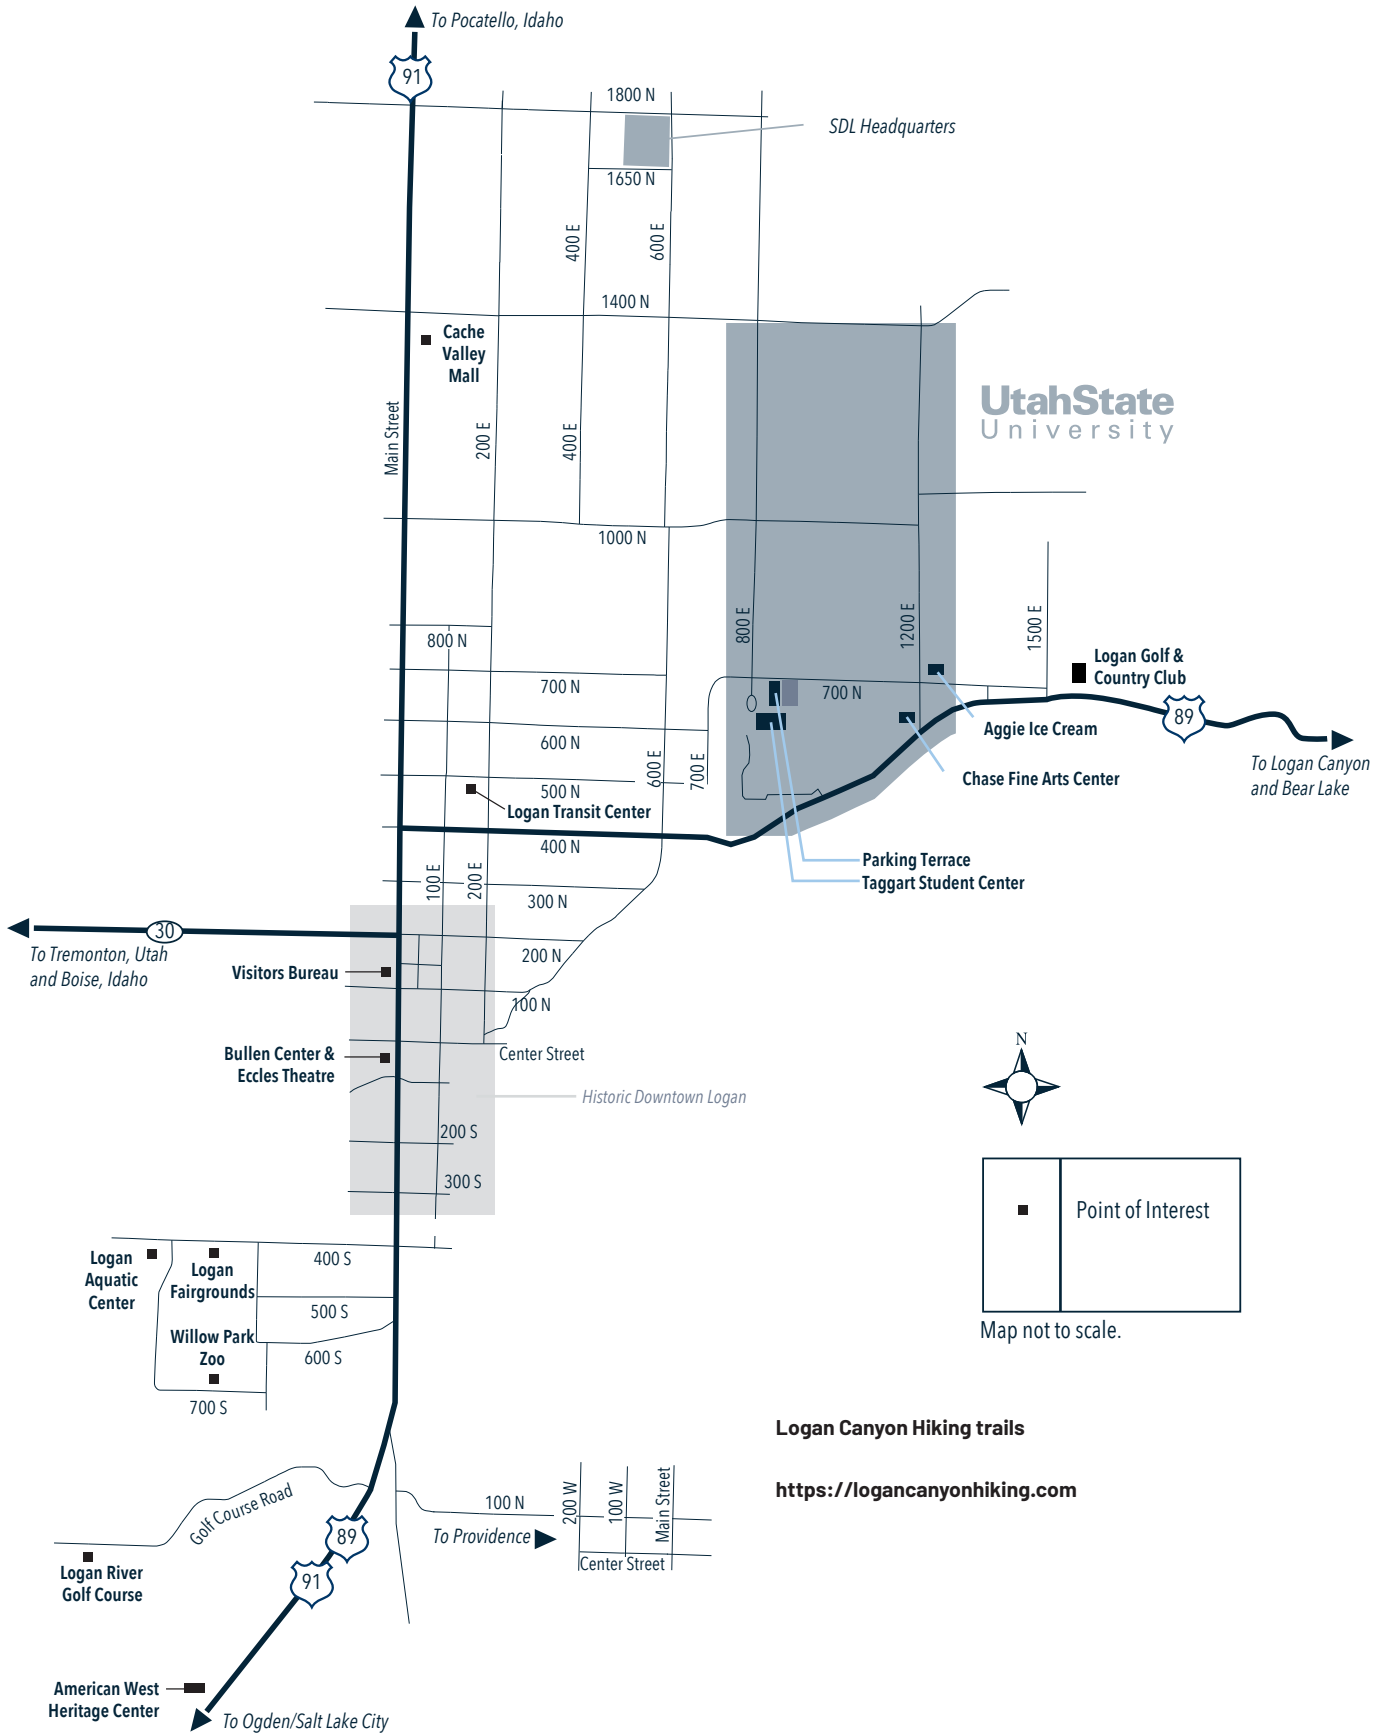 To Pocatello, Idaho
91
1800 N
SDL Headquarters
1650 N
400 E
600 E
1400 N
Cache
Valley
Mall
UtahState
University
Main Street
200 E
400 E
1000 N
800 N
800 E
1200 E
1500 E
Logan Golf &
Country Club
700 N
700 N
89
Aggie Ice Cream
600 N
600 E
700 E
To Logan Canyon
and Bear Lake
Chase Fine Arts Center
500 N
Logan Transit Center
400 N
Parking Terrace
Taggart Student Center
100 E
200 E
300 N
30
To Tremonton, Utah
and Boise, Idaho
200 N
Visitors Bureau
100 N
N
Bullen Center &
Eccles Theatre
Center Street
Historic Downtown Logan
200 S
300 S
Point of Interest
Map not to scale.
Logan
Aquatic
Center
Logan
Fairgrounds
400 S
500 S
Willow Park
Zoo
600 S
700 S
Logan Canyon Hiking trails
https://logancanyonhiking.com
Golf Course Road
100 N
200 W
100 W
Main Street
To Providence
Center Street
89
91
Logan River
Golf Course
American West
Heritage Center
To Ogden/Salt Lake City